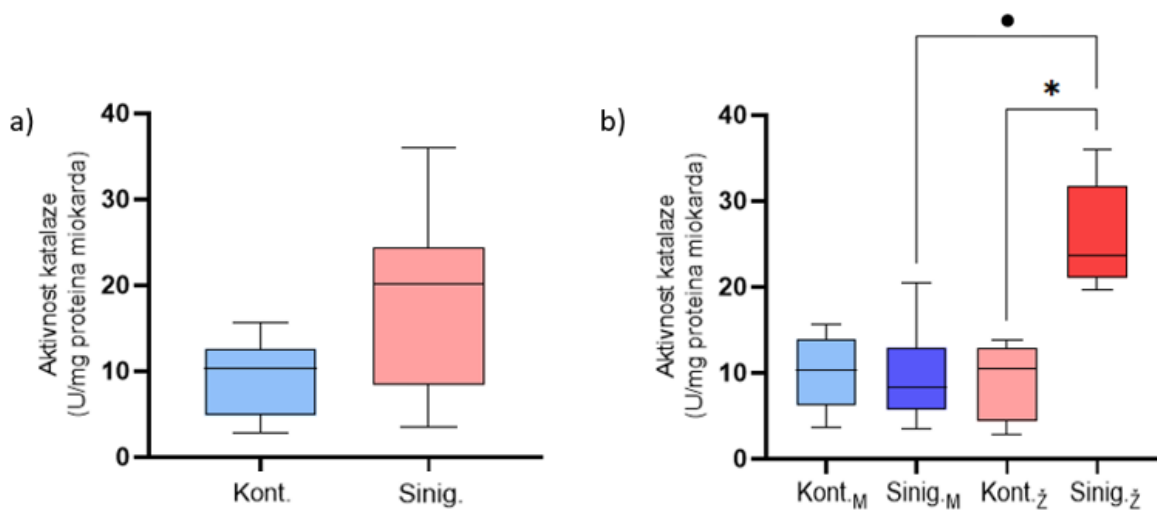 a)
Aktivnost katalaze
(U/mg proteina miokarda)
40
30
20
10
0
Kont.
Sinig.
b)
Aktivnost katalaze
(U/mg proteina miokarda)
40
30
20
10
0
•
*
Kont.M
Sinig.M
Kont.Ž
Sinig.Ž